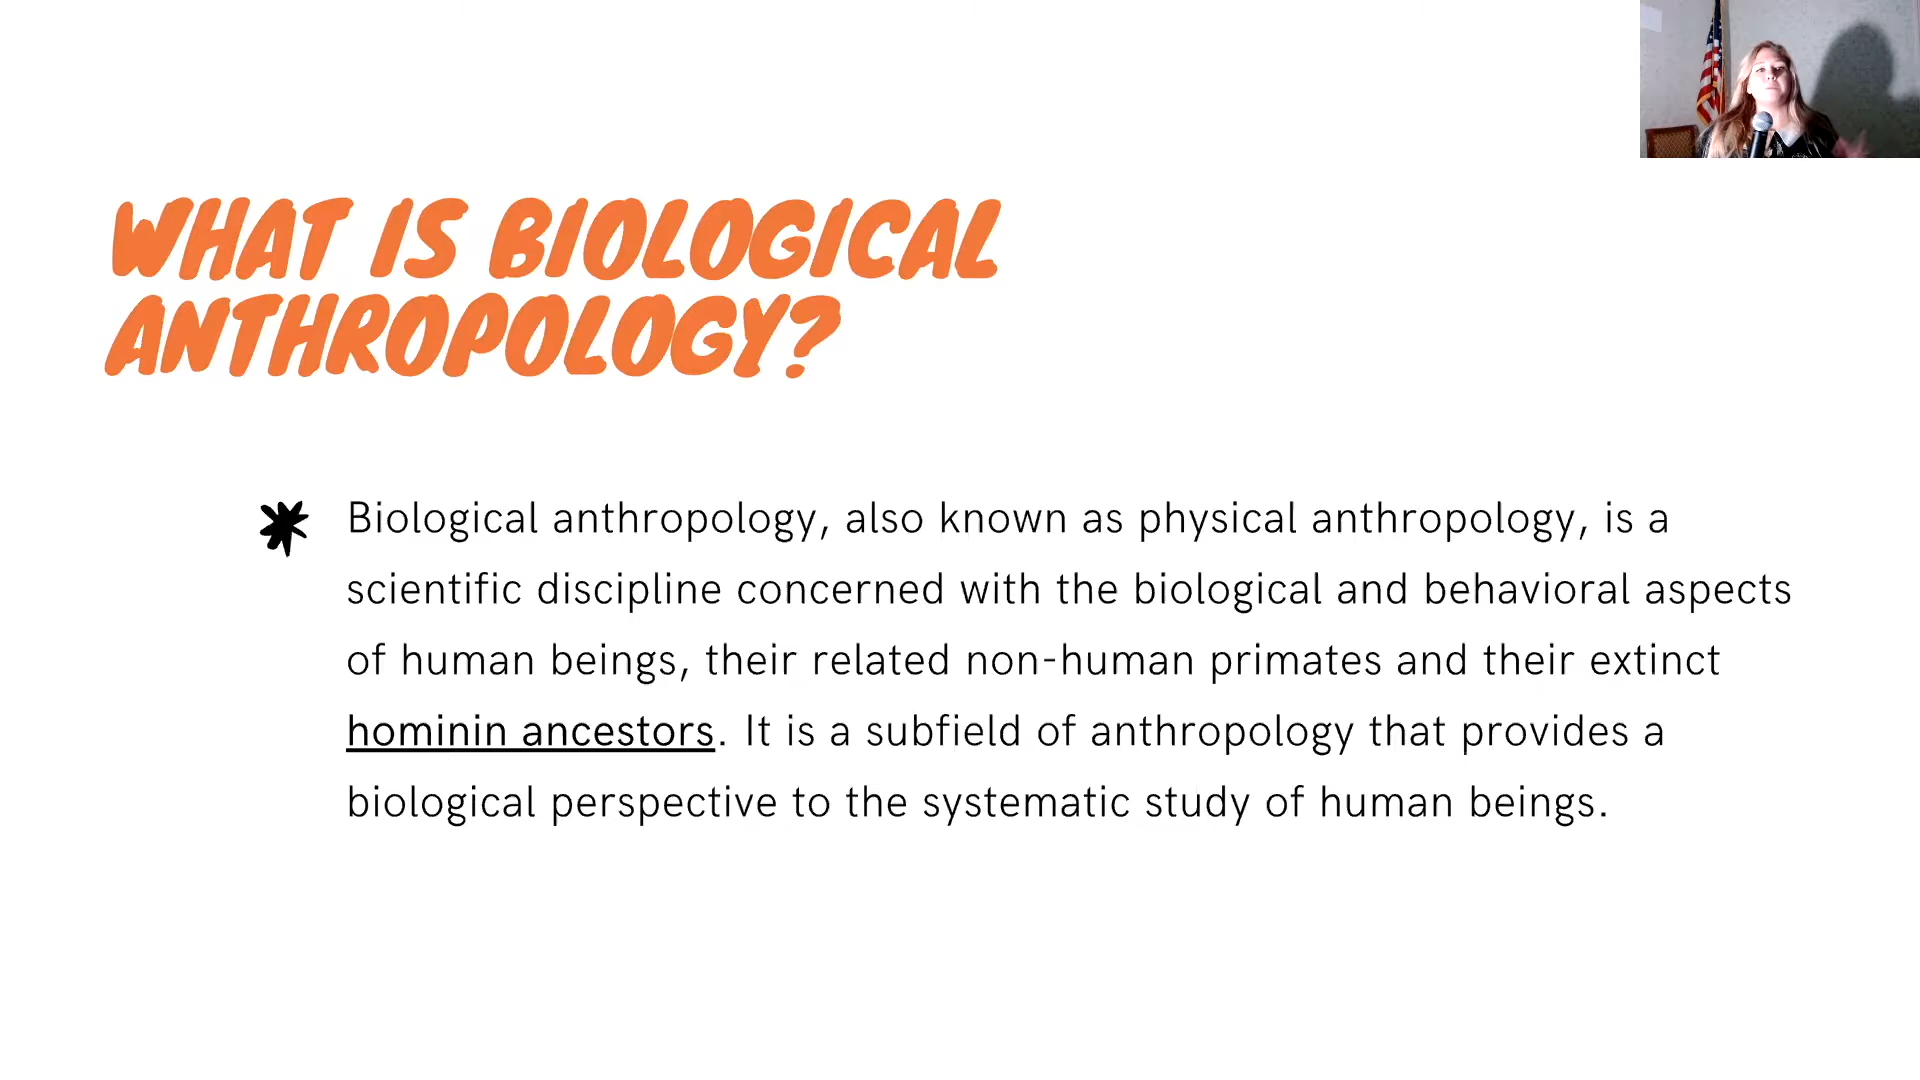 WHAT IS BIOLOGICAL
ANTHROPOLOGY?
Biological anthropology, also known as physical anthropology, is a
scientific discipline concerned with the biological and behavioral aspects
of human beings, their related non-human primates and their extinct
hominin ancestors. It is a subfield of anthropology that provides a
biological perspective to the systematic study of human beings.